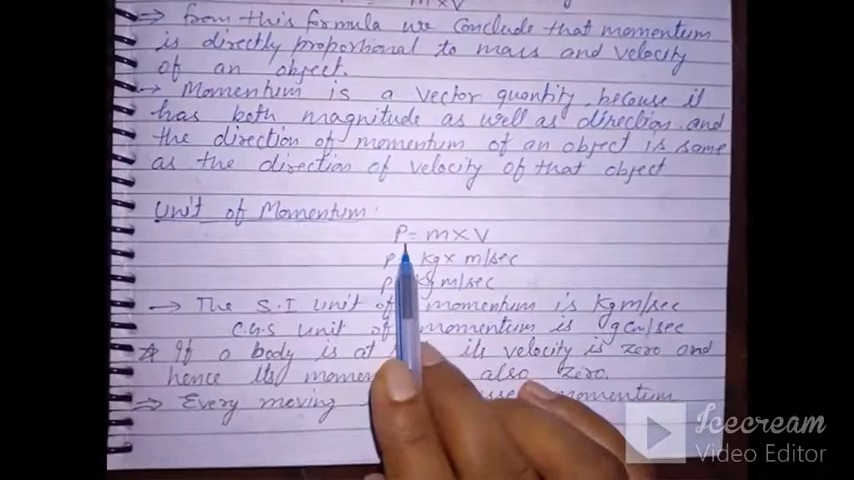 m×v
→ from this formula we conclude that momentum
is directly proportional to mass and velocity
of an object.
→ Momentum is a vector quantity because it
has both magnitude as well as direction and
the direction of momentum of an object is same
as the direction of velocity of that object
Unit of Momentum
P = m×V
P= kg× m/sec
P= Kg m/sec
→ The S.I unit of momentum is Kgm/sec
C.G.S unit of momentum is gcm/sec
☆ If a body is at its velocity is zero and
hence its also zero.
→ Every moving momentum
Icecream
Video Editor